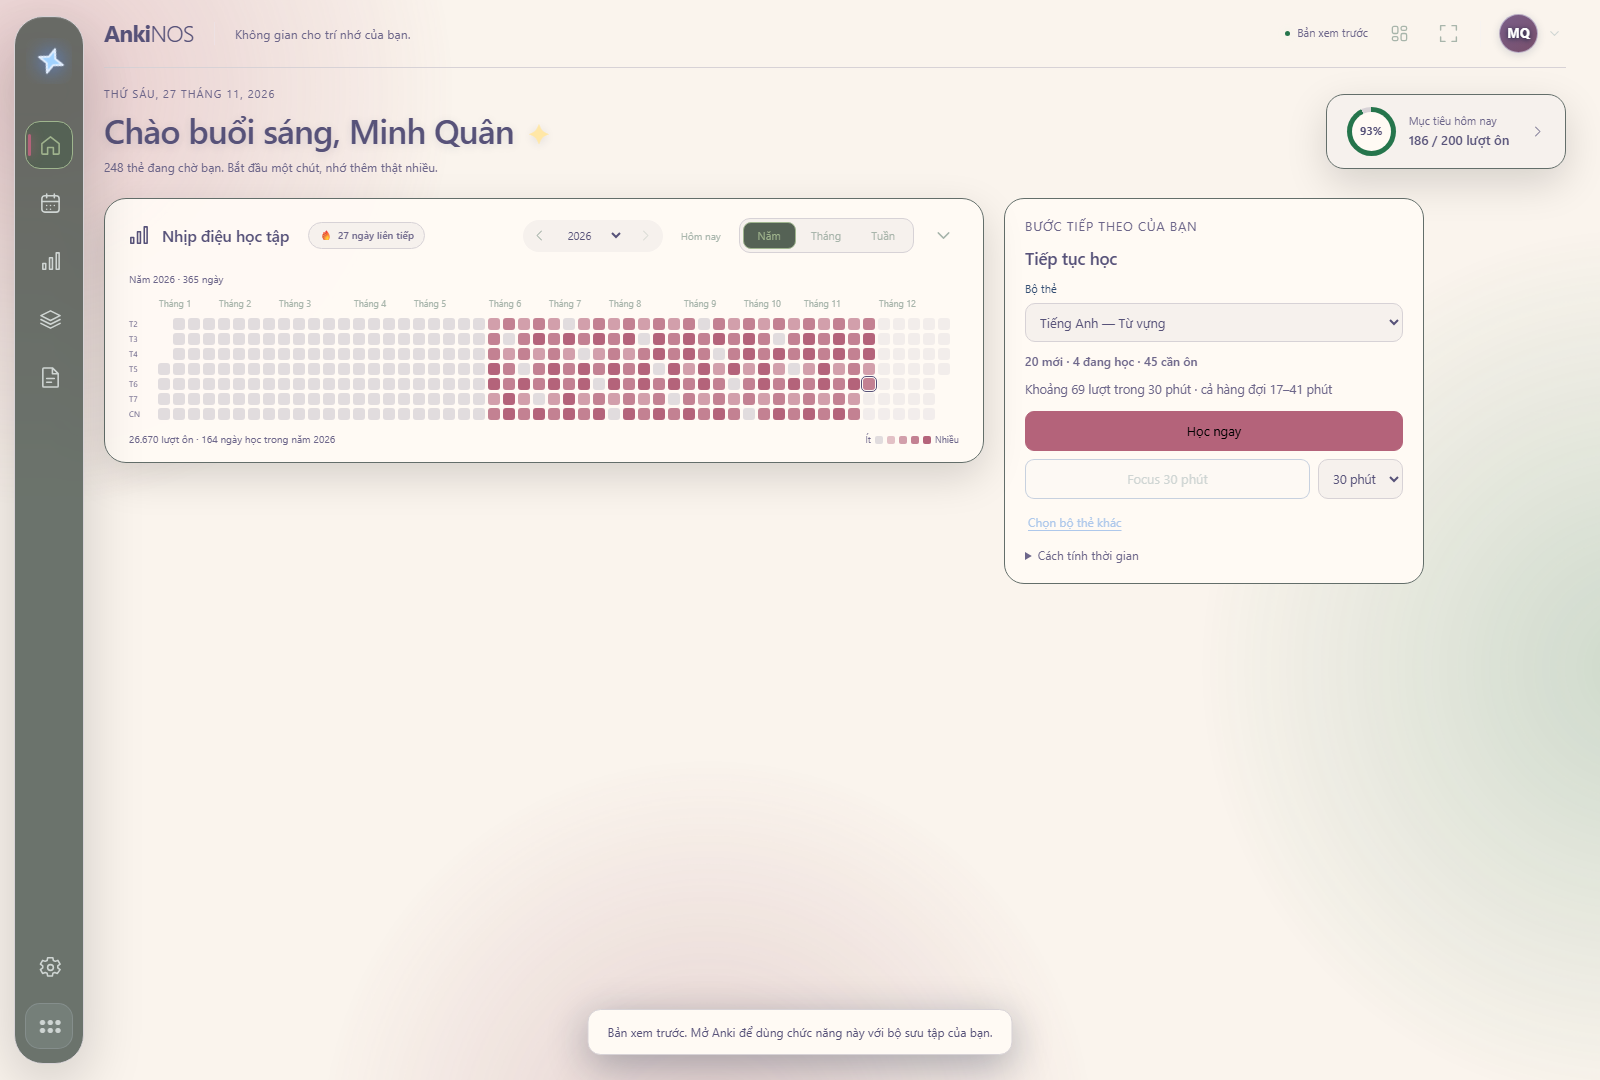 AnkiNOS
Không gian cho trí nhớ của bạn.
Bản xem trước
MQ
THỨ SÁU, 27 THÁNG 11, 2026
Chào buổi sáng, Minh Quân
248 thẻ đang chờ bạn. Bắt đầu một chút, nhớ thêm thật nhiều.
93%
Mục tiêu hôm nay
186 / 200 lượt ôn
Nhịp điệu học tập
27 ngày liên tiếp
2026
Hôm nay
Năm
Tháng
Tuần
Năm 2026 · 365 ngày
Tháng 1
Tháng 2
Tháng 3
Tháng 4
Tháng 5
Tháng 6
Tháng 7
Tháng 8
Tháng 9
Tháng 10
Tháng 11
Tháng 12
T2
T3
T4
T5
T6
T7
CN
26.670 lượt ôn · 164 ngày học trong năm 2026
Ít
Nhiều
BƯỚC TIẾP THEO CỦA BẠN
Tiếp tục học
Bộ thẻ
Tiếng Anh — Từ vựng
20 mới · 4 đang học · 45 cần ôn
Khoảng 69 lượt trong 30 phút · cả hàng đợi 17–41 phút
Học ngay
Focus 30 phút
30 phút
Chọn bộ thẻ khác
Cách tính thời gian
Bản xem trước. Mở Anki để dùng chức năng này với bộ sưu tập của bạn.